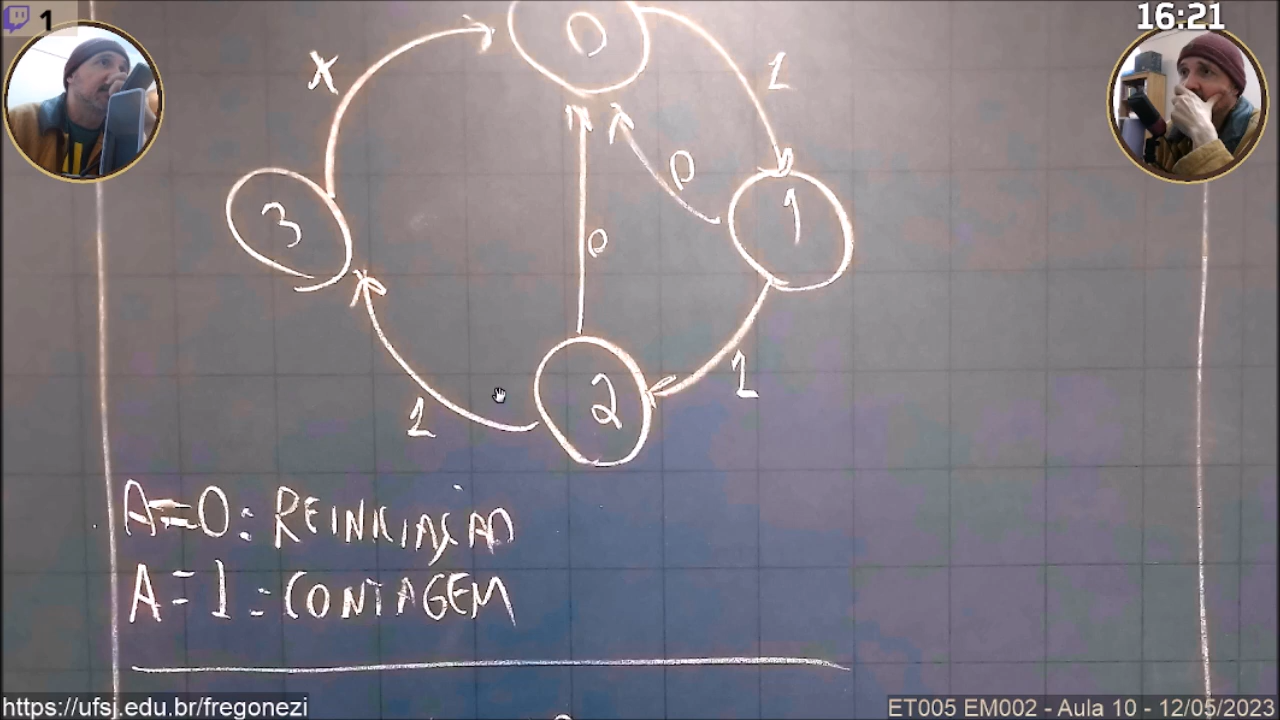 1
16:21
0
X
1
0
3
1
0
2
1
1
A=0: REINICIAÇÃO
A=1: CONTAGEM
https://ufsj.edu.br/fregonezi
ET005 EM002 - Aula 10 - 12/05/2023